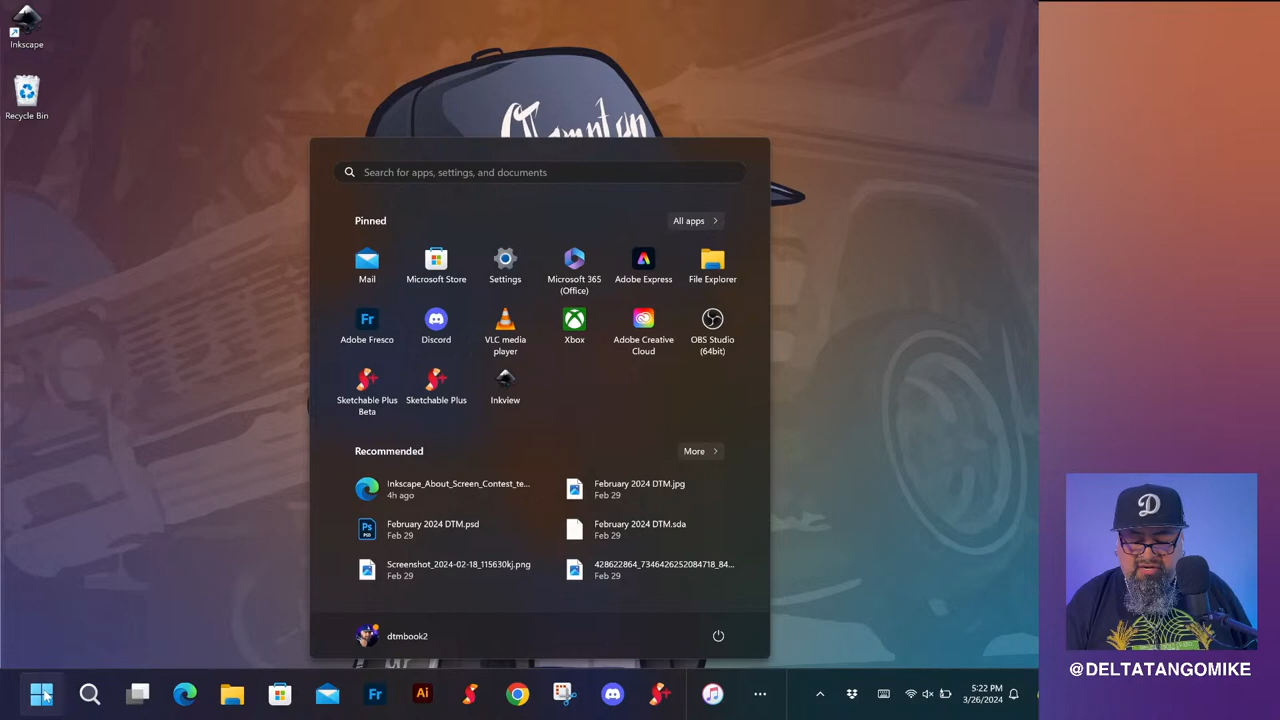 Inkscape
Recycle Bin
Search for apps, settings, and documents
Pinned
All apps
Mail
Microsoft Store
Settings
Microsoft 365
(Office)
Adobe Express
File Explorer
Fr
Adobe Fresco
Discord
VLC media
player
Xbox
Adobe Creative
Cloud
OBS Studio
(64bit)
Sketchable Plus
Beta
Sketchable Plus
Inkview
Recommended
More
Inkscape_About_Screen_Contest_te...
4h ago
February 2024 DTM.jpg
Feb 29
February 2024 DTM.psd
Feb 29
February 2024 DTM.sda
Feb 29
Screenshot_2024-02-18_115630kj.png
Feb 29
428622864_7346426252084718_84...
Feb 29
dtmbook2
D
@DELTATANGOMIKE
Fr
Ai
5:22 PM
3/26/2024